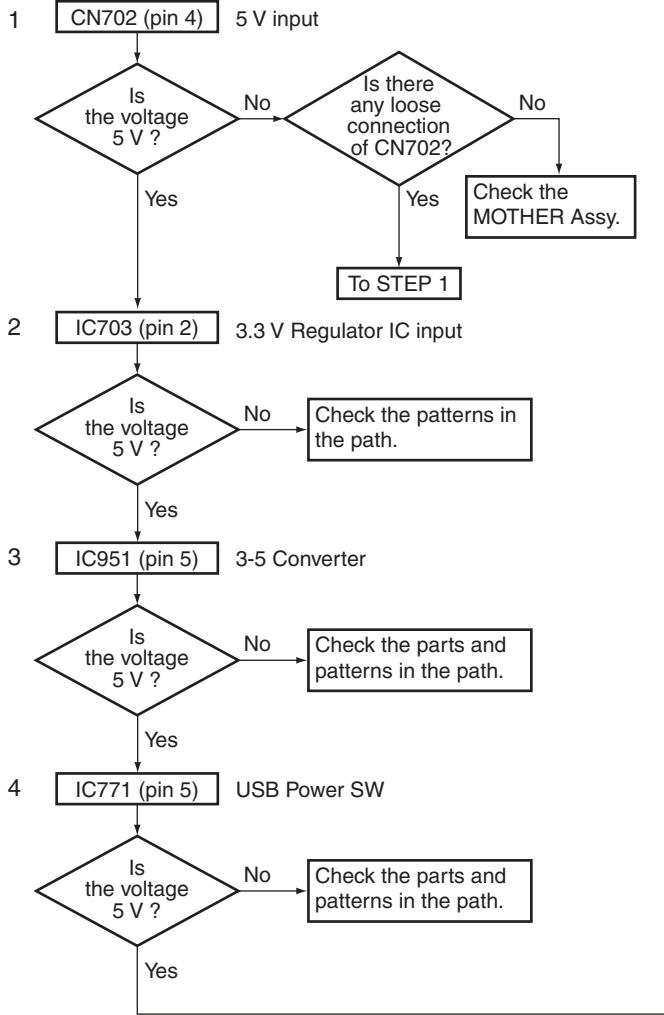 1
CN702 (pin 4)
5 V input
Is
the voltage
5 V ?
No
Is there
any loose
connection
of CN702?
No
Check the
MOTHER Assy.
Yes
To STEP 1
Yes
2
IC703 (pin 2)
3.3 V Regulator IC input
Is
the voltage
5 V ?
No
Check the patterns in
the path.
Yes
3
IC951 (pin 5)
3-5 Converter
Is
the voltage
5 V ?
No
Check the parts and
patterns in the path.
Yes
4
IC771 (pin 5)
USB Power SW
Is
the voltage
5 V ?
No
Check the parts and
patterns in the path.
Yes